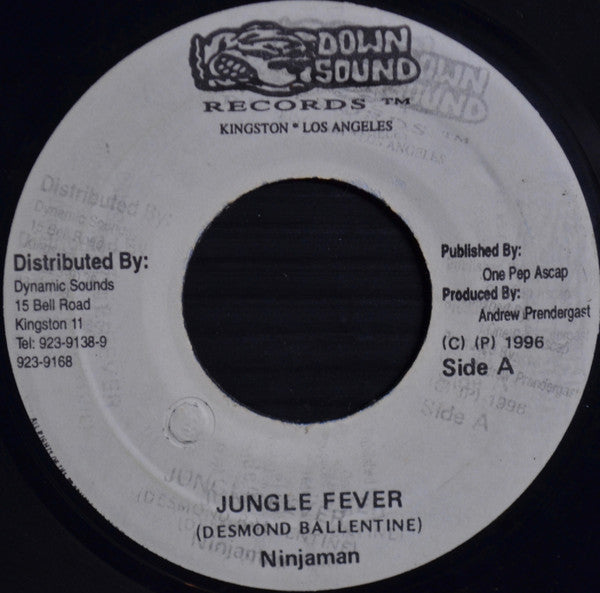 DOWN
SOUND
RECORDS ™
KINGSTON * LOS ANGELES
Distributed By:
Dynamic Sounds
15 Bell Road
Kingston 11
Tel: 923-9138-9
923-9168
Published By:
One Pep Ascap
Produced By:
Andrew Prendergast
(C) (P) 1996
Side A
JUNGLE FEVER
(DESMOND BALLENTINE)
Ninjaman